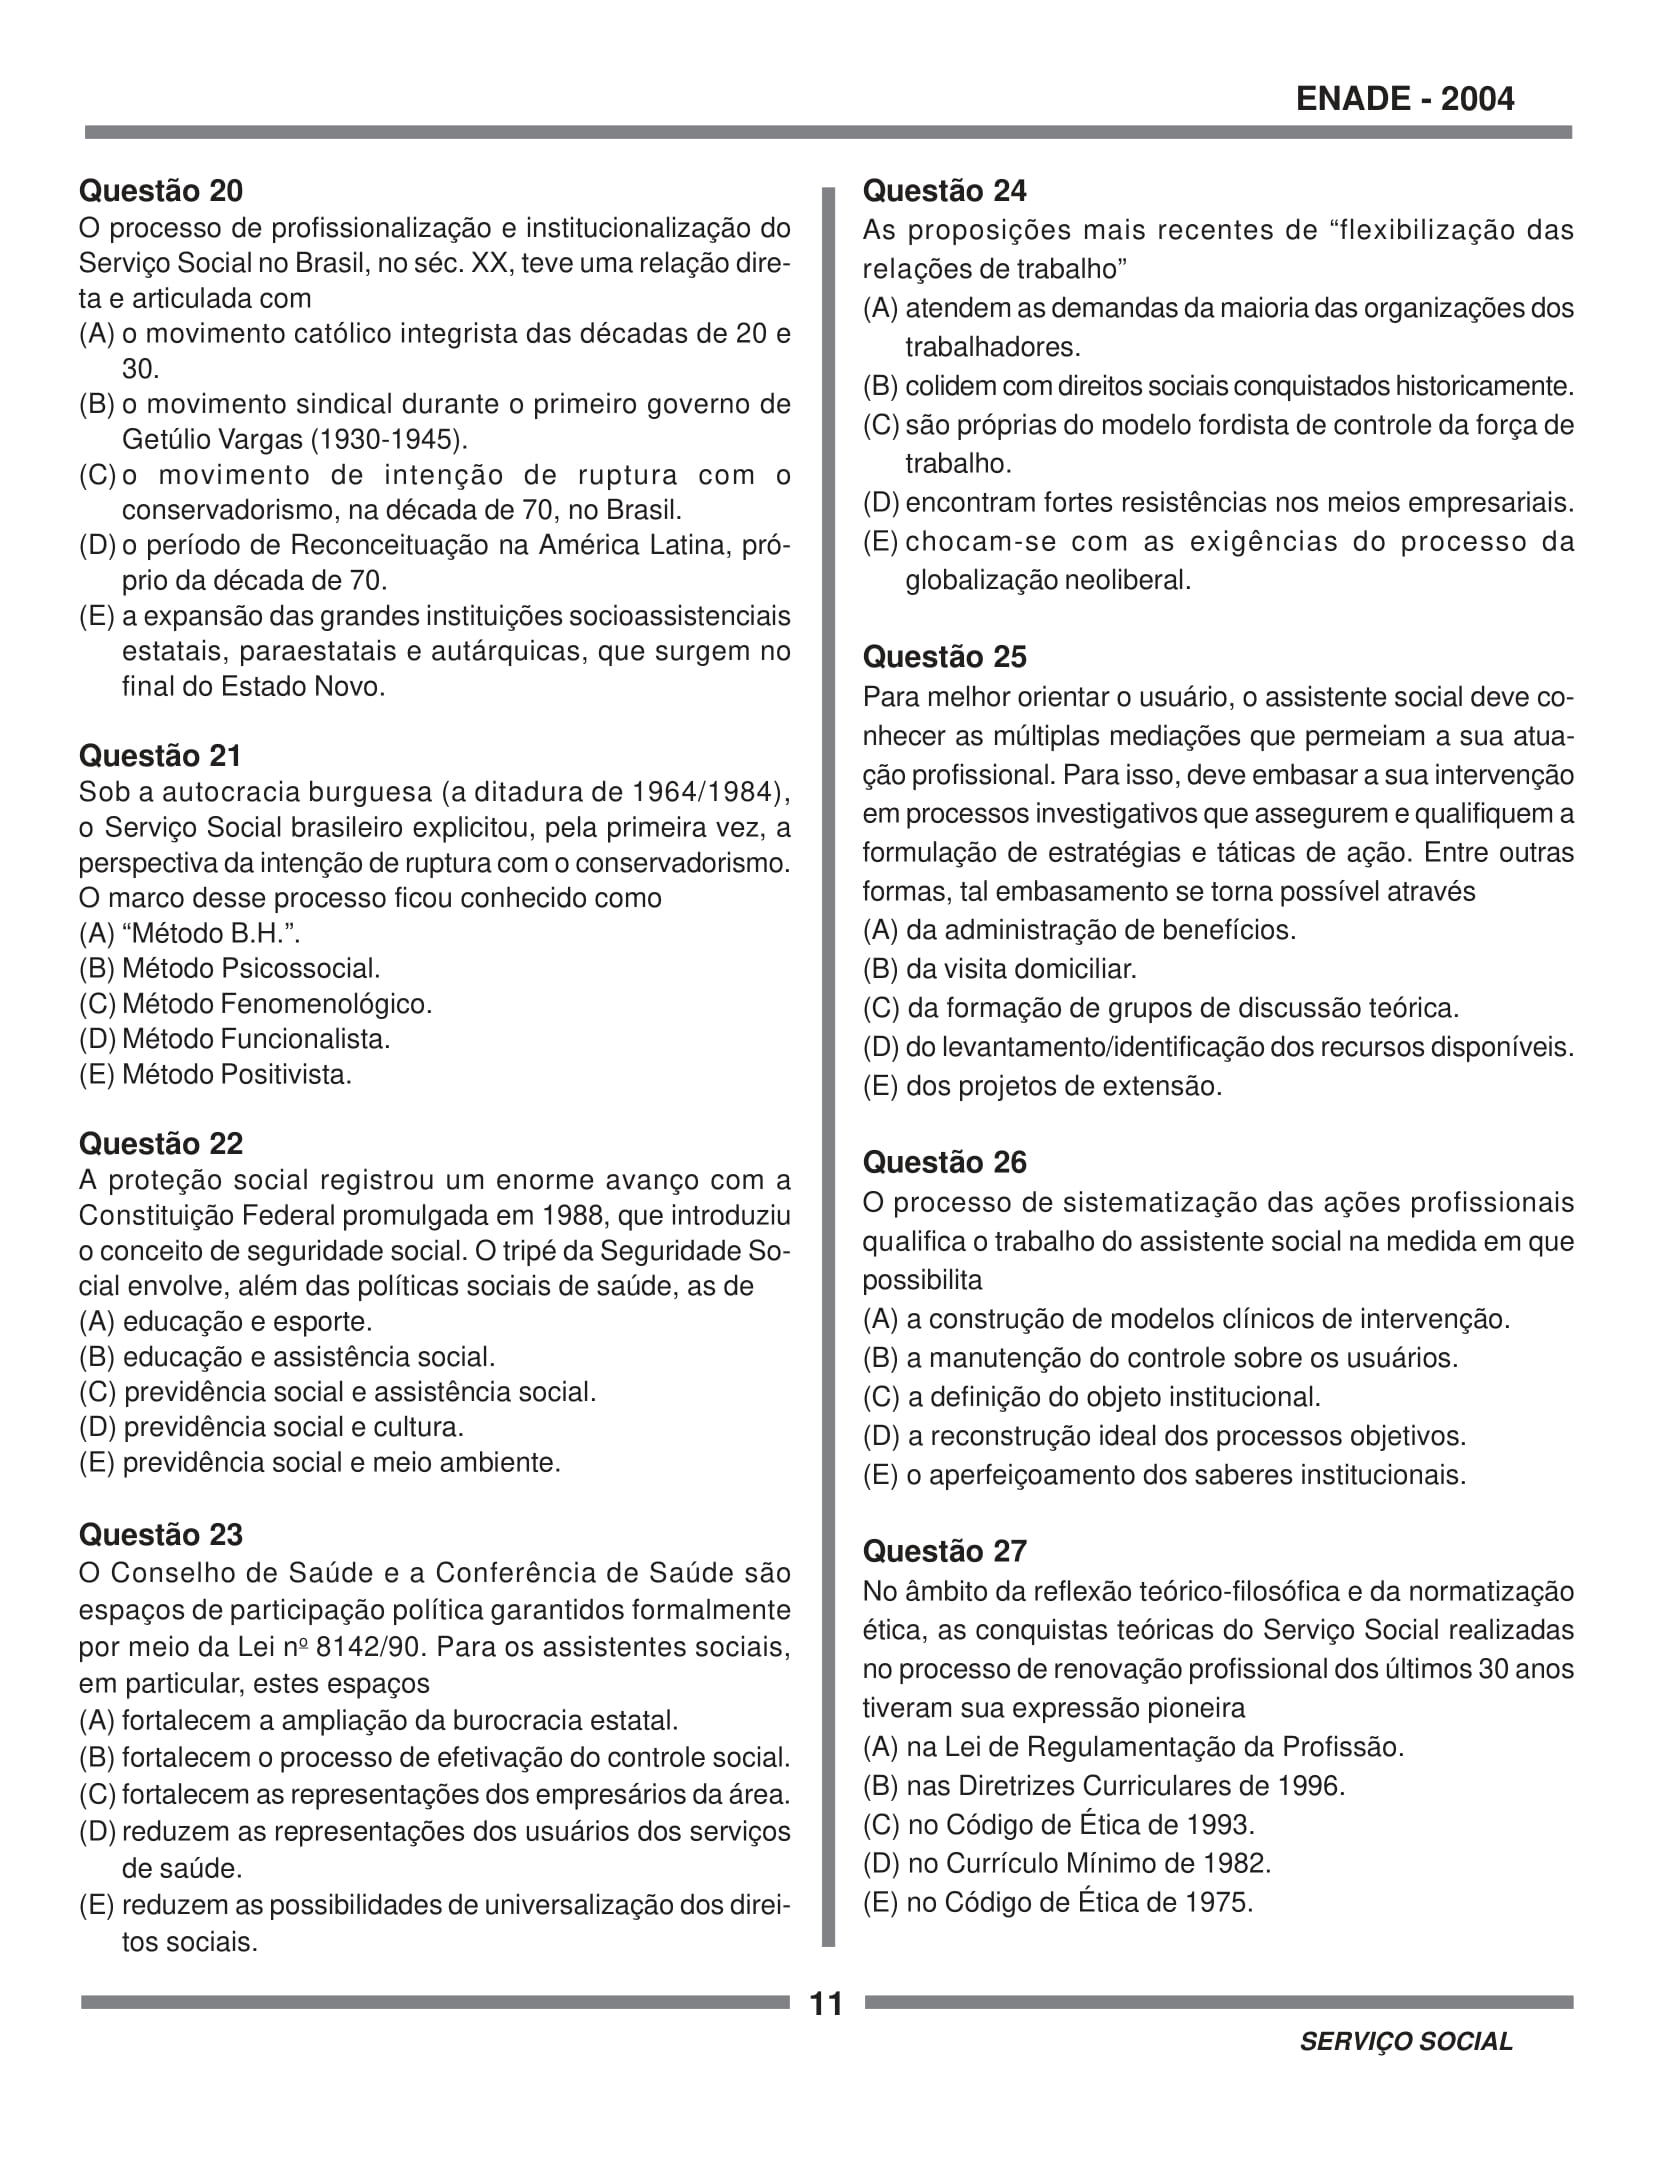 ENADE - 2004
Questão 20
O processo de profissionalização e institucionalização do
Serviço Social no Brasil, no séc. XX, teve uma relação dire-
ta e articulada com
(A) o movimento católico integrista das décadas de 20 e
30.
(B) o movimento sindical durante o primeiro governo de
Getúlio Vargas (1930-1945).
(C) o movimento de intenção de ruptura com o
conservadorismo, na década de 70, no Brasil.
(D) o período de Reconceituação na América Latina, pró-
prio da década de 70.
(E) a expansão das grandes instituições socioassistenciais
estatais, paraestatais e autárquicas, que surgem no
final do Estado Novo.
Questão 21
Sob a autocracia burguesa (a ditadura de 1964/1984),
o Serviço Social brasileiro explicitou, pela primeira vez, a
perspectiva da intenção de ruptura com o conservadorismo.
O marco desse processo ficou conhecido como
(A) “Método B.H.”.
(B) Método Psicossocial.
(C) Método Fenomenológico.
(D) Método Funcionalista.
(E) Método Positivista.
Questão 22
A proteção social registrou um enorme avanço com a
Constituição Federal promulgada em 1988, que introduziu
o conceito de seguridade social. O tripé da Seguridade So-
cial envolve, além das políticas sociais de saúde, as de
(A) educação e esporte.
(B) educação e assistência social.
(C) previdência social e assistência social.
(D) previdência social e cultura.
(E) previdência social e meio ambiente.
Questão 23
O Conselho de Saúde e a Conferência de Saúde são
espaços de participação política garantidos formalmente
por meio da Lei nº 8142/90. Para os assistentes sociais,
em particular, estes espaços
(A) fortalecem a ampliação da burocracia estatal.
(B) fortalecem o processo de efetivação do controle social.
(C) fortalecem as representações dos empresários da área.
(D) reduzem as representações dos usuários dos serviços
de saúde.
(E) reduzem as possibilidades de universalização dos direi-
tos sociais.
Questão 24
As proposições mais recentes de “flexibilização das
relações de trabalho”
(A) atendem as demandas da maioria das organizações dos
trabalhadores.
(B) colidem com direitos sociais conquistados historicamente.
(C) são próprias do modelo fordista de controle da força de
trabalho.
(D) encontram fortes resistências nos meios empresariais.
(E) chocam-se com as exigências do processo da
globalização neoliberal.
Questão 25
Para melhor orientar o usuário, o assistente social deve co-
nhecer as múltiplas mediações que permeiam a sua atua-
ção profissional. Para isso, deve embasar a sua intervenção
em processos investigativos que assegurem e qualifiquem a
formulação de estratégias e táticas de ação. Entre outras
formas, tal embasamento se torna possível através
(A) da administração de benefícios.
(B) da visita domiciliar.
(C) da formação de grupos de discussão teórica.
(D) do levantamento/identificação dos recursos disponíveis.
(E) dos projetos de extensão.
Questão 26
O processo de sistematização das ações profissionais
qualifica o trabalho do assistente social na medida em que
possibilita
(A) a construção de modelos clínicos de intervenção.
(B) a manutenção do controle sobre os usuários.
(C) a definição do objeto institucional.
(D) a reconstrução ideal dos processos objetivos.
(E) o aperfeiçoamento dos saberes institucionais.
Questão 27
No âmbito da reflexão teórico-filosófica e da normatização
ética, as conquistas teóricas do Serviço Social realizadas
no processo de renovação profissional dos últimos 30 anos
tiveram sua expressão pioneira
(A) na Lei de Regulamentação da Profissão.
(B) nas Diretrizes Curriculares de 1996.
(C) no Código de Ética de 1993.
(D) no Currículo Mínimo de 1982.
(E) no Código de Ética de 1975.
11
SERVIÇO SOCIAL